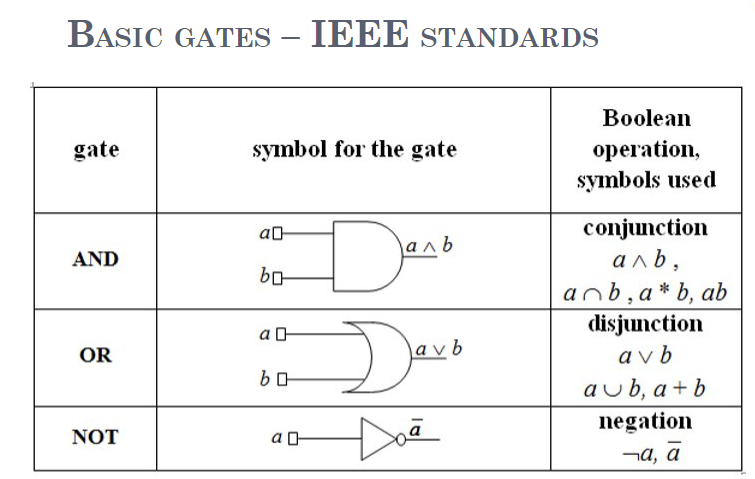 BASIC GATES – IEEE STANDARDS
gate
symbol for the gate
Boolean
operation,
symbols used
AND
a
b
a ∧ b
conjunction
a ∧ b ,
a ∩ b , a * b, ab
OR
a
b
a ∨ b
disjunction
a ∨ b
a ∪ b, a + b
NOT
a
a̅
negation
¬a, a̅